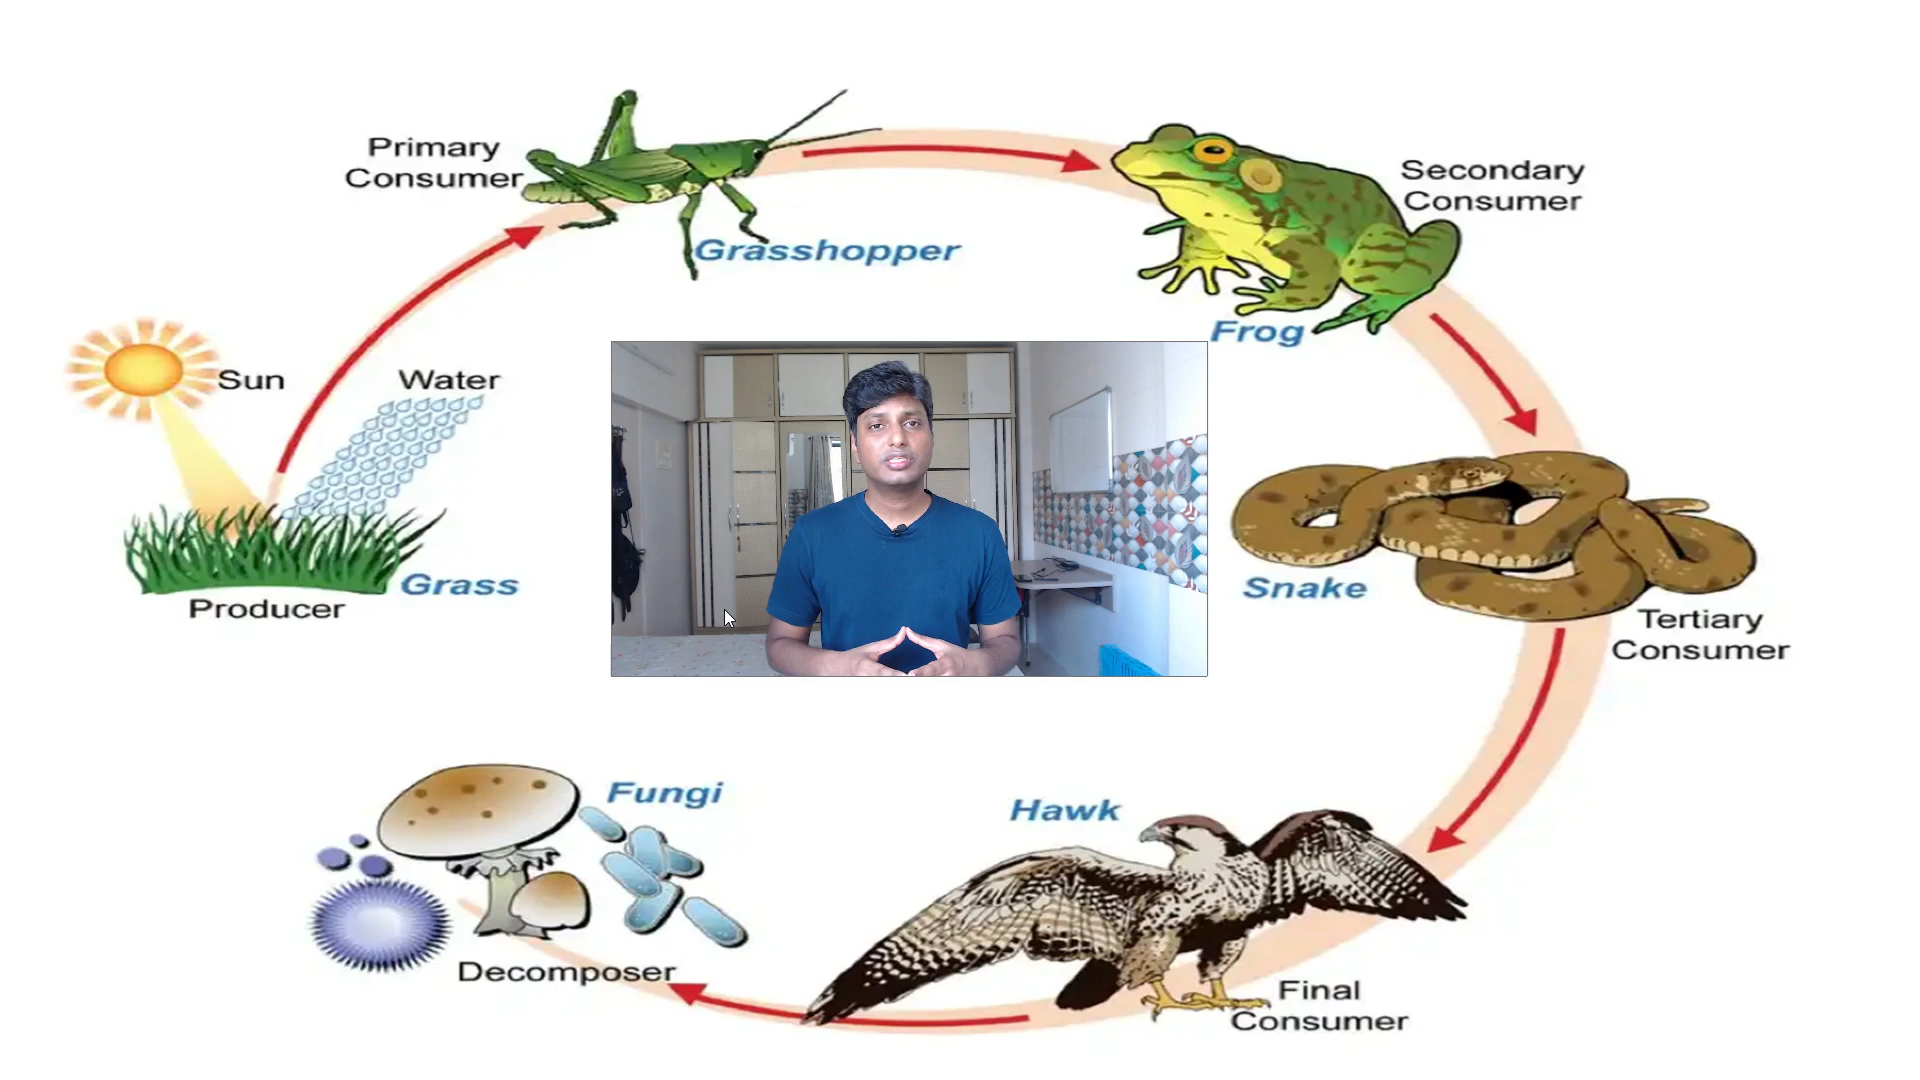 Primary
Consumer
Grasshopper
Secondary
Consumer
Frog
Sun
Water
Grass
Producer
Snake
Tertiary
Consumer
Fungi
Hawk
Decomposer
Final
Consumer